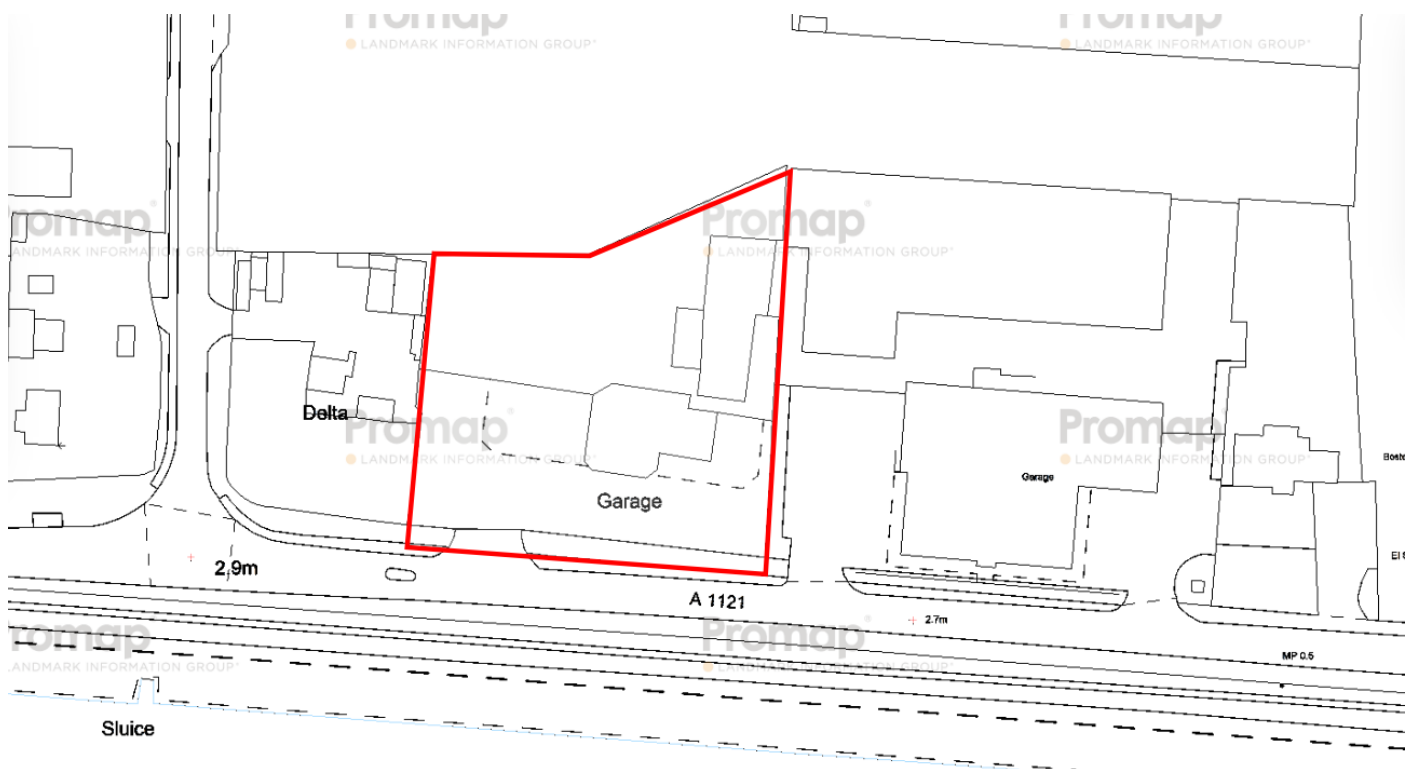 Promap
LANDMARK INFORMATION GROUP
Promap
LANDMARK INFORMATION GROUP
romap
LANDMARK INFORMATION GROUP
Promap
LANDMARK INFORMATION GROUP
Delta
Promap
LANDMARK INFORMATION GROUP
Promap
LANDMARK INFORMATION GROUP
Garage
Garage
2.9m
A 1121
2.7m
romap
LANDMARK INFORMATION GROUP
Promap
LANDMARK INFORMATION GROUP
MP 0.5
Sluice